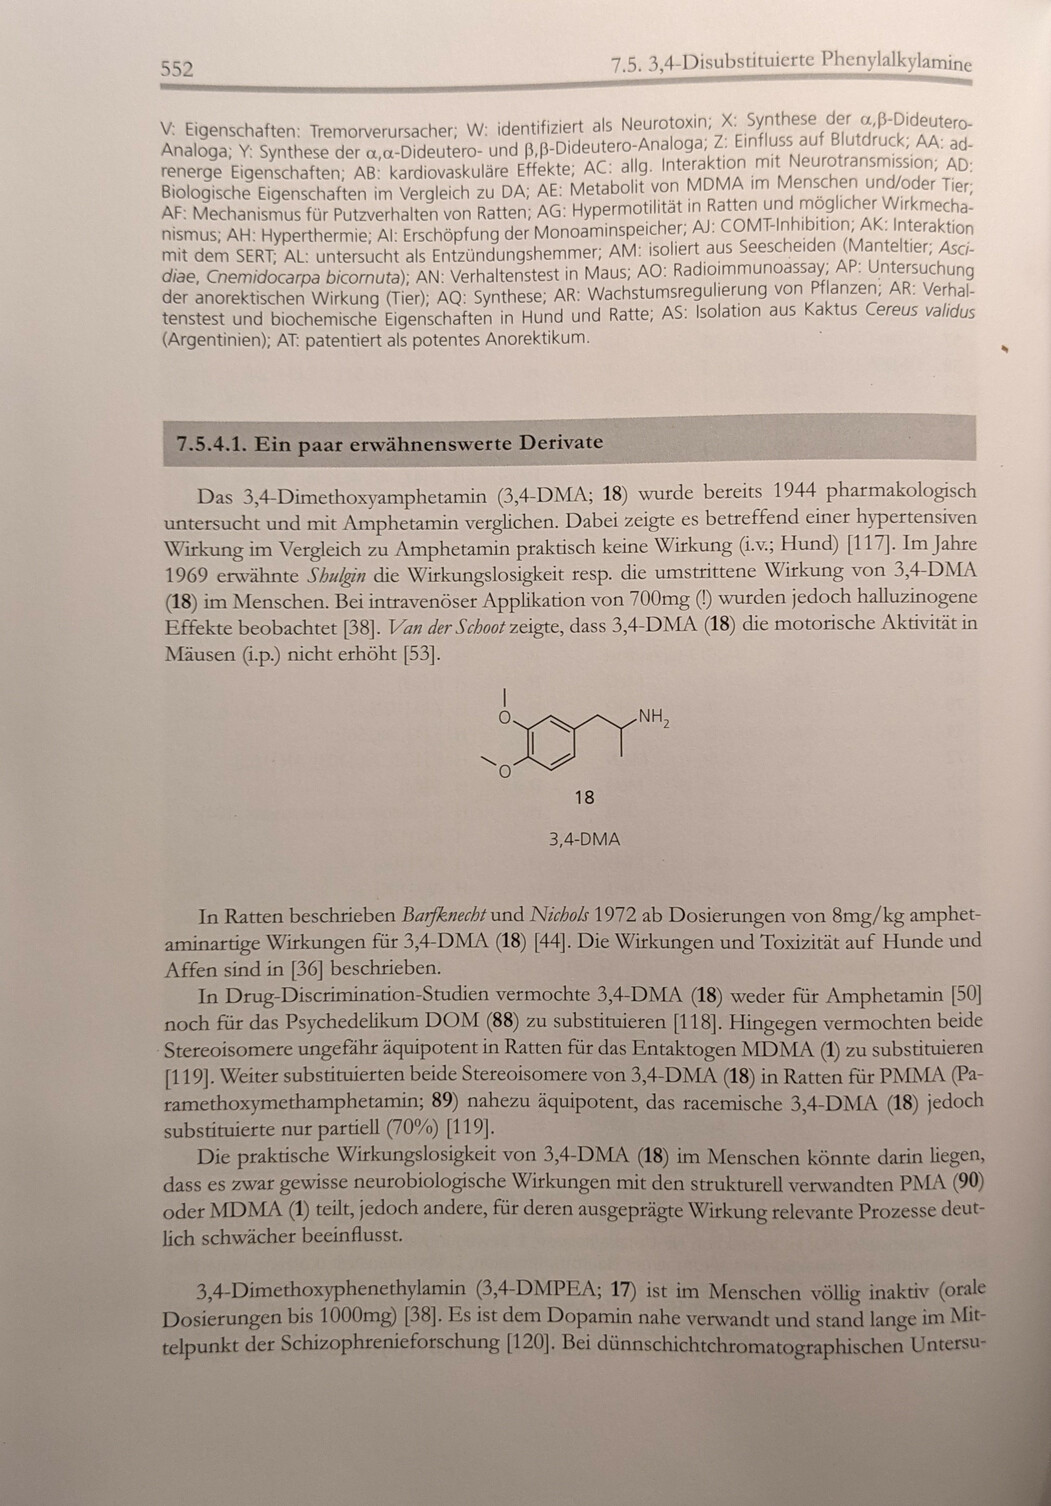 552
7.5. 3,4-Disubstituierte Phenylalkylamine
V: Eigenschaften: Tremorverursacher; W: identifiziert als Neurotoxin; X: Synthese der α,β-Dideutero-
Analoga; Y: Synthese der α,α-Dideutero- und β,β-Dideutero-Analoga; Z: Einfluss auf Blutdruck; AA: ad-
renerge Eigenschaften; AB: kardiovaskuläre Effekte; AC: allg. Interaktion mit Neurotransmission; AD:
Biologische Eigenschaften im Vergleich zu DA; AE: Metabolit von MDMA im Menschen und/oder Tier;
AF: Mechanismus für Putzverhalten von Ratten; AG: Hypermotilität in Ratten und möglicher Wirkmecha-
nismus; AH: Hyperthermie; AI: Erschöpfung der Monoaminspeicher; AJ: COMT-Inhibition; AK: Interaktion
mit dem SERT; AL: untersucht als Entzündungshemmer; AM: isoliert aus Seescheiden (Manteltier; Asci-
diae, Cnemidocarpa bicornuta); AN: Verhaltenstest in Maus; AO: Radioimmunoassay; AP: Untersuchung
der anorektischen Wirkung (Tier); AQ: Synthese; AR: Wachstumsregulierung von Pflanzen; AR: Verhal-
tenstest und biochemische Eigenschaften in Hund und Ratte; AS: Isolation aus Kaktus Cereus validus
(Argentinien); AT: patentiert als potentes Anorektikum.
7.5.4.1. Ein paar erwähnenswerte Derivate
Das 3,4-Dimethoxyamphetamin (3,4-DMA; 18) wurde bereits 1944 pharmakologisch
untersucht und mit Amphetamin verglichen. Dabei zeigte es betreffend einer hypertensiven
Wirkung im Vergleich zu Amphetamin praktisch keine Wirkung (i.v.; Hund) [117]. Im Jahre
1969 erwähnte Shulgin die Wirkungslosigkeit resp. die umstrittene Wirkung von 3,4-DMA
(18) im Menschen. Bei intravenöser Applikation von 700mg (!) wurden jedoch halluzinogene
Effekte beobachtet [38]. Van der Schoot zeigte, dass 3,4-DMA (18) die motorische Aktivität in
Mäusen (i.p.) nicht erhöht [53].
O
NH2
O
18
3,4-DMA
In Ratten beschrieben Barfknecht und Nichols 1972 ab Dosierungen von 8mg/kg amphet-
aminartige Wirkungen für 3,4-DMA (18) [44]. Die Wirkungen und Toxizität auf Hunde und
Affen sind in [36] beschrieben.
In Drug-Discrimination-Studien vermochte 3,4-DMA (18) weder für Amphetamin [50]
noch für das Psychedelikum DOM (88) zu substituieren [118]. Hingegen vermochten beide
Stereoisomere ungefähr äquipotent in Ratten für das Entaktogen MDMA (1) zu substituieren
[119]. Weiter substituierten beide Stereoisomere von 3,4-DMA (18) in Ratten für PMMA (Pa-
ramethoxymethamphetamin; 89) nahezu äquipotent, das racemische 3,4-DMA (18) jedoch
substituierte nur partiell (70%) [119].
Die praktische Wirkungslosigkeit von 3,4-DMA (18) im Menschen könnte darin liegen,
dass es zwar gewisse neurobiologische Wirkungen mit den strukturell verwandten PMA (90)
oder MDMA (1) teilt, jedoch andere, für deren ausgeprägte Wirkung relevante Prozesse deut-
lich schwächer beeinflusst.
3,4-Dimethoxyphenethylamin (3,4-DMPEA; 17) ist im Menschen völlig inaktiv (orale
Dosierungen bis 1000mg) [38]. Es ist dem Dopamin nahe verwandt und stand lange im Mit-
telpunkt der Schizophrenieforschung [120]. Bei dünnschichtchromatographischen Untersu-